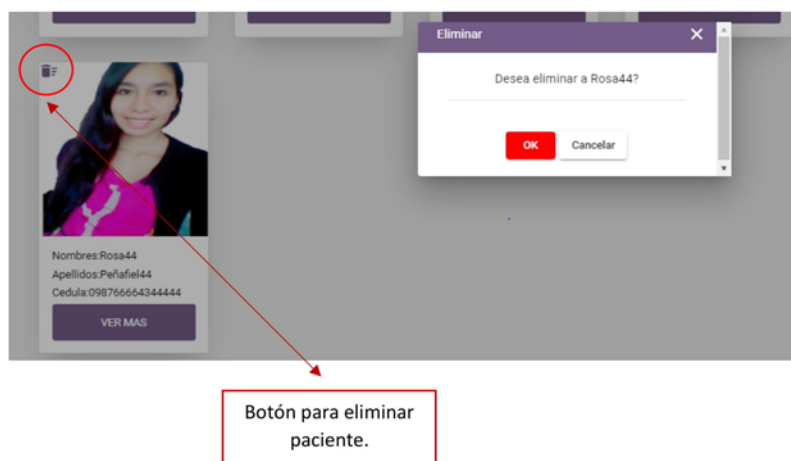 Eliminar
Desea eliminar a Rosa44?
OK
Cancelar
Nombres:Rosa44
Apellidos:Peñafiel44
Cedula:098766664344444
VER MAS
Botón para eliminar
paciente.